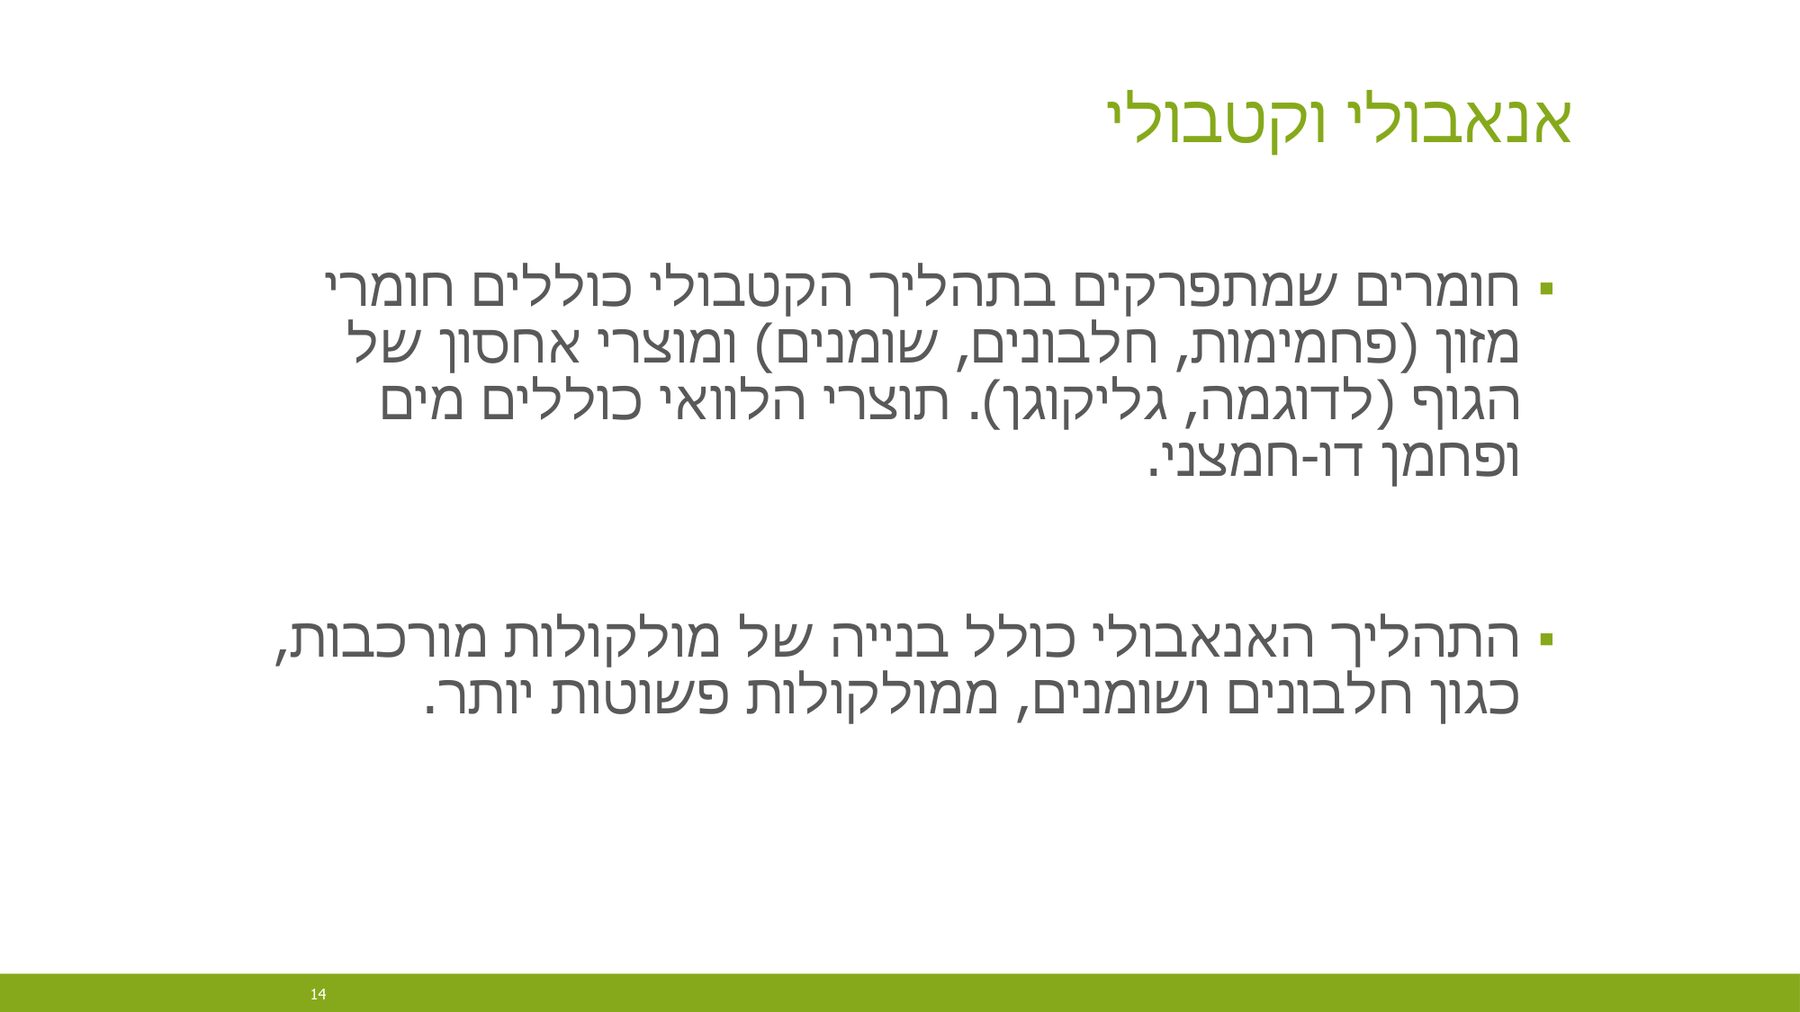 אנאבולי וקטבולי
▪ חומרים שמתפרקים בתהליך הקטבולי כוללים חומרי
מזון (פחמימות, חלבונים, שומנים) ומוצרי אחסון של
הגוף (לדוגמה, גליקוגן). תוצרי הלוואי כוללים מים
ופחמן דו-חמצני.
▪ התהליך האנאבולי כולל בנייה של מולקולות מורכבות,
כגון חלבונים ושומנים, ממולקולות פשוטות יותר.
14